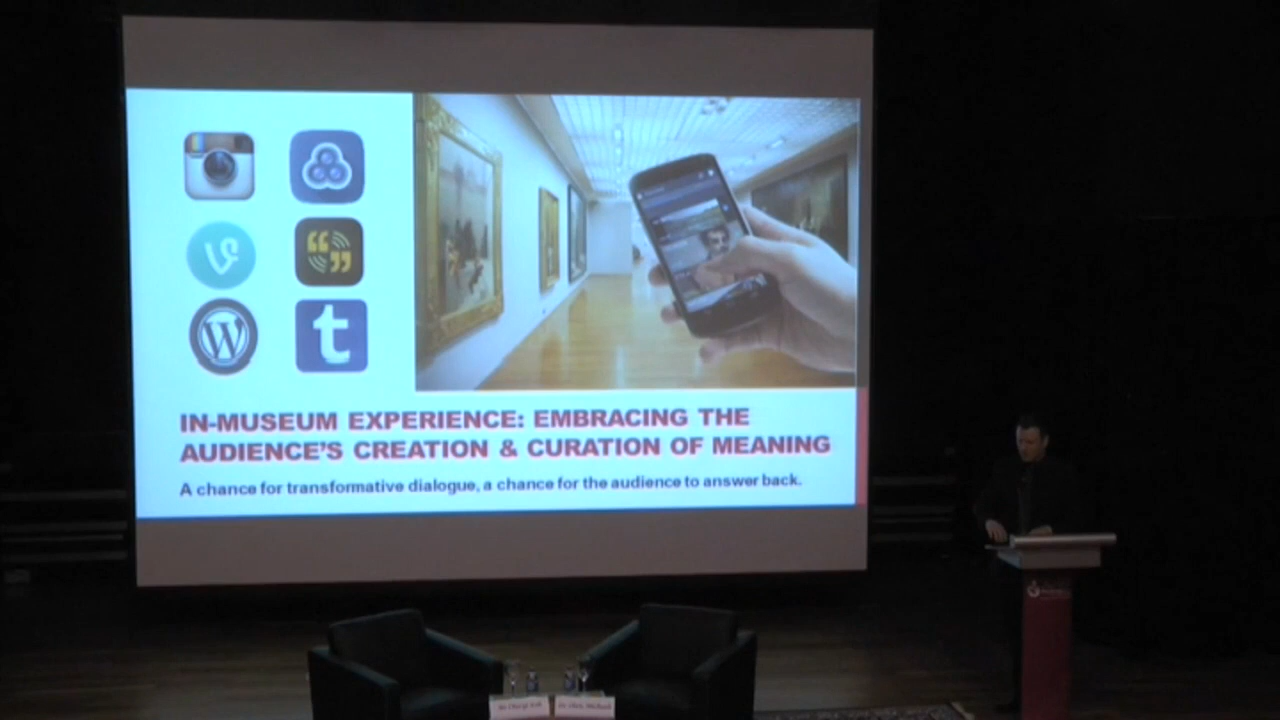 IN-MUSEUM EXPERIENCE: EMBRACING THE
AUDIENCE'S CREATION & CURATION OF MEANING
A chance for transformative dialogue, a chance for the audience to answer back.